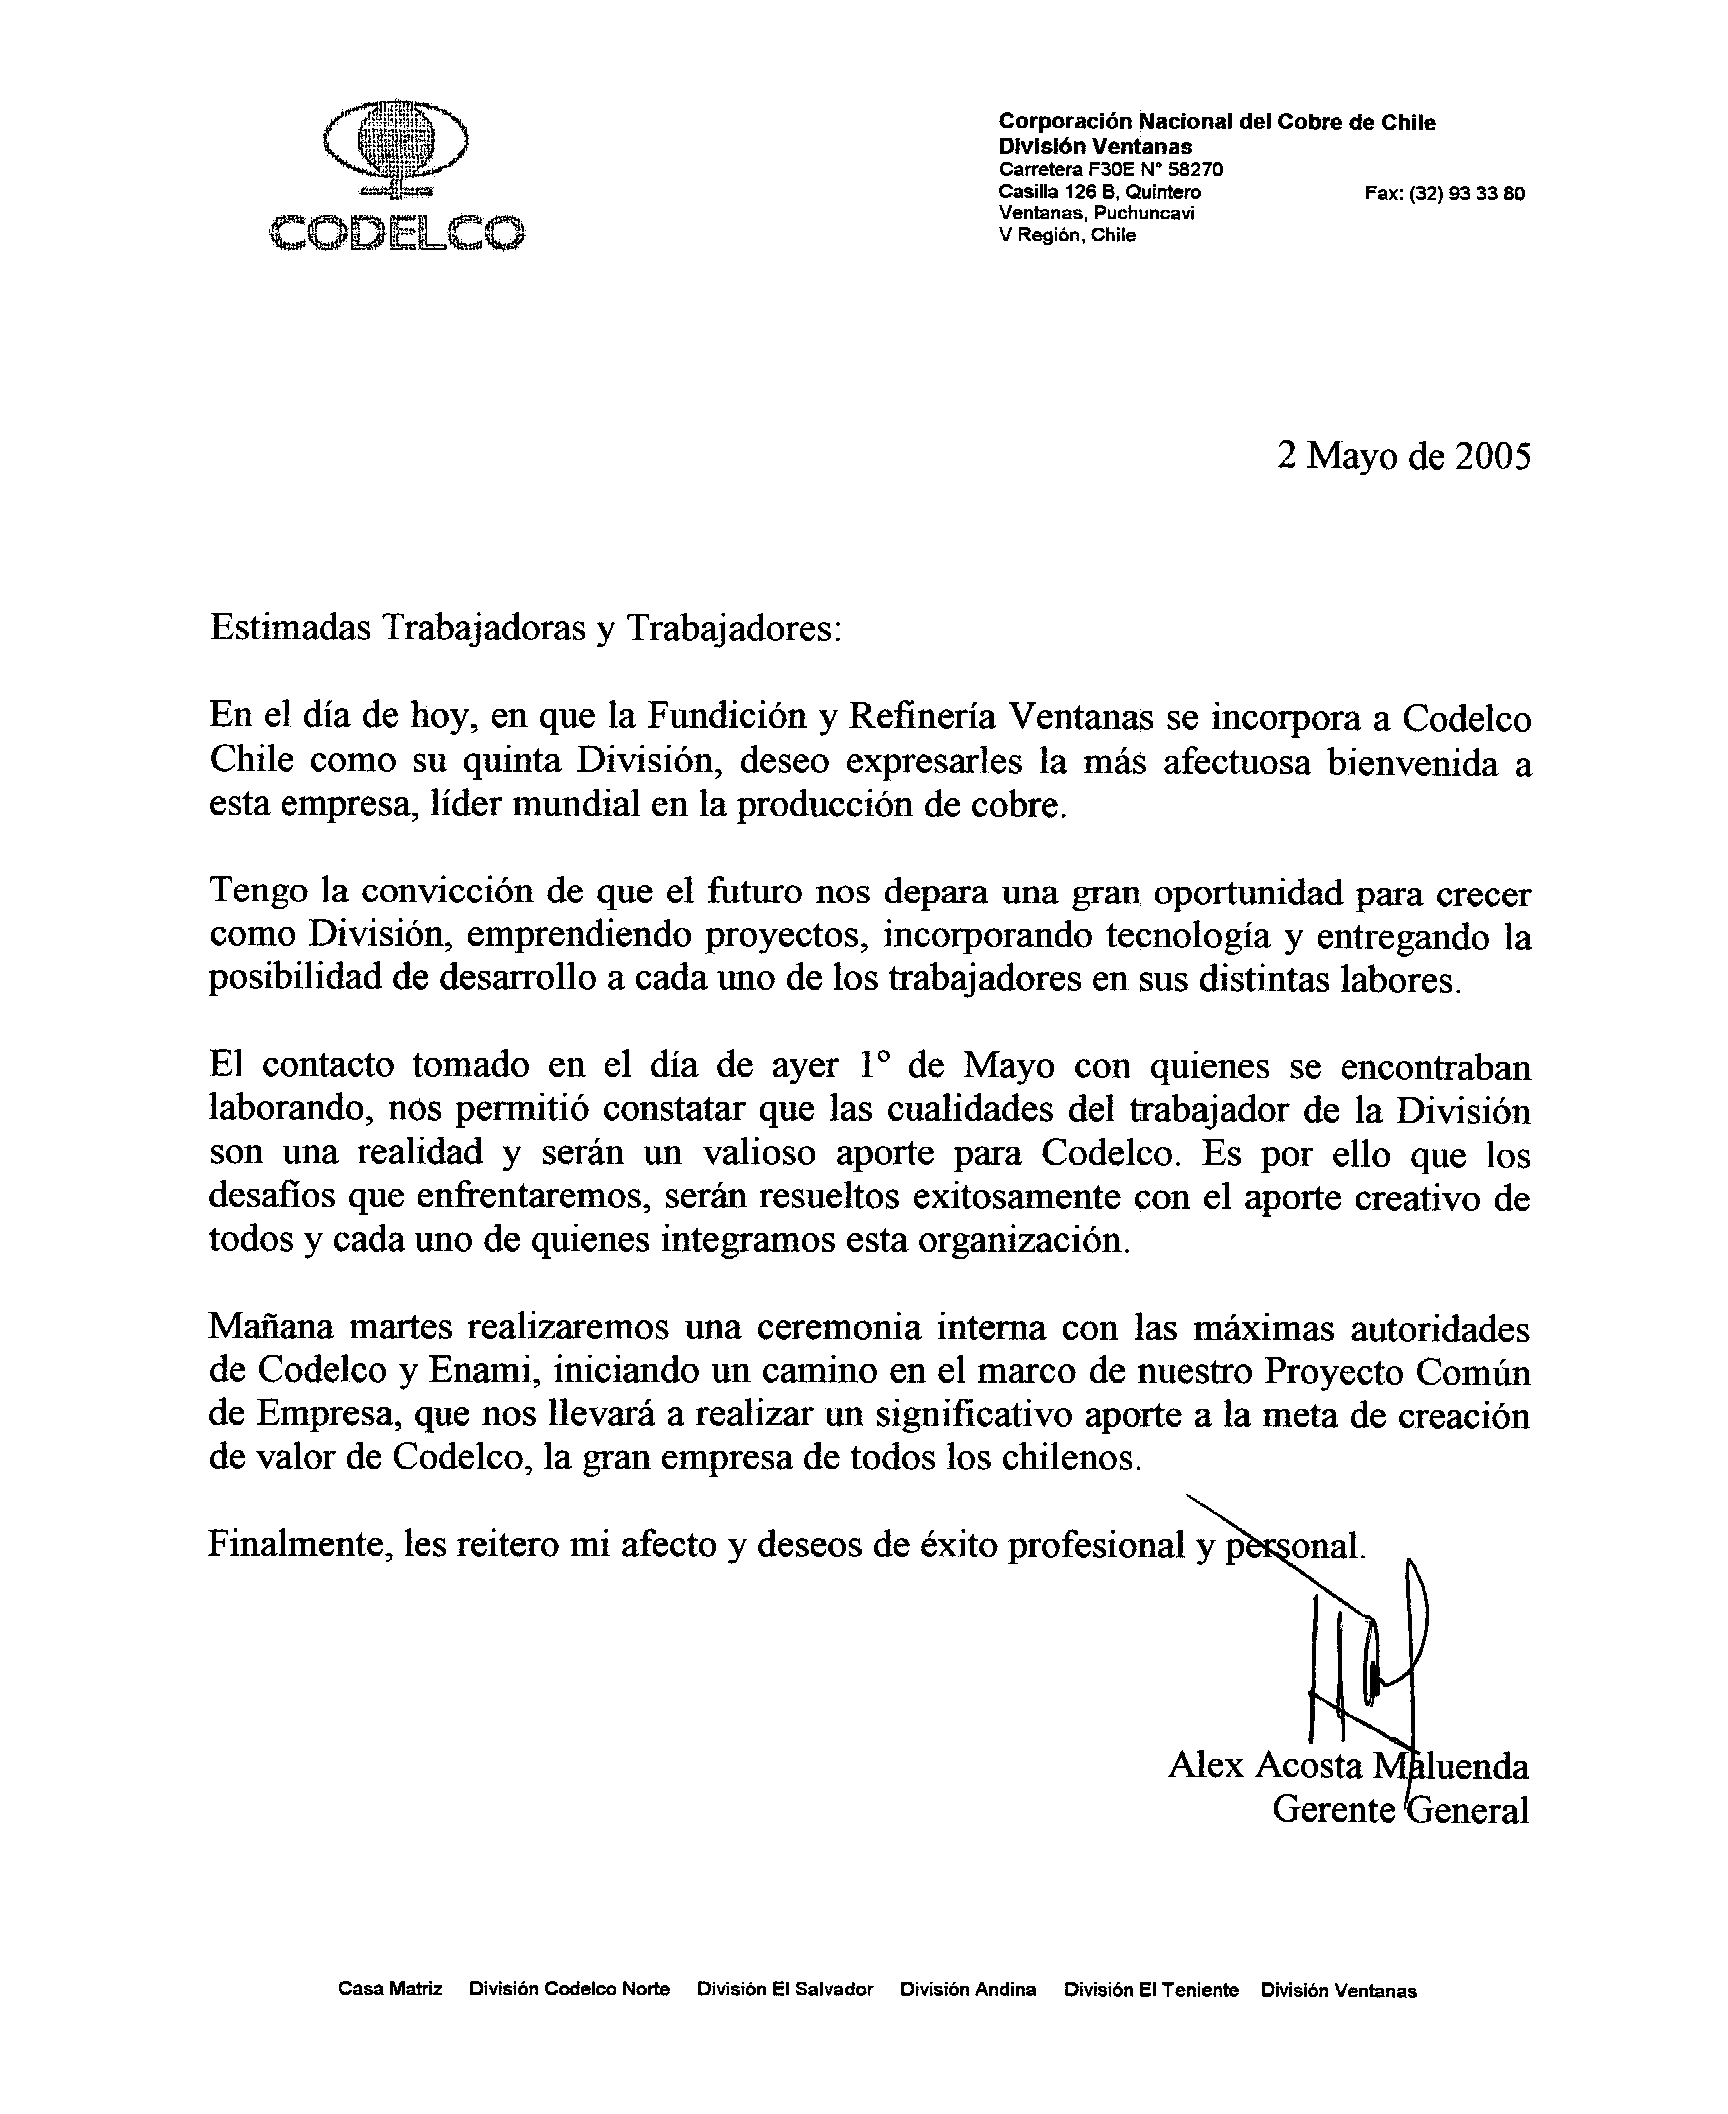 CODELCO
Corporación Nacional del Cobre de Chile
División Ventanas
Carretera F30E N° 58270
Casilla 126 B, Quintero Fax: (32) 93 33 80
Ventanas, Puchuncavi
V Región, Chile
2 Mayo de 2005
Estimadas Trabajadoras y Trabajadores:
En el día de hoy, en que la Fundición y Refinería Ventanas se incorpora a Codelco
Chile como su quinta División, deseo expresarles la más afectuosa bienvenida a
esta empresa, líder mundial en la producción de cobre.
Tengo la convicción de que el futuro nos depara una gran oportunidad para crecer
como División, emprendiendo proyectos, incorporando tecnología y entregando la
posibilidad de desarrollo a cada uno de los trabajadores en sus distintas labores.
El contacto tomado en el día de ayer 1° de Mayo con quienes se encontraban
laborando, nos permitió constatar que las cualidades del trabajador de la División
son una realidad y serán un valioso aporte para Codelco. Es por ello que los
desafíos que enfrentaremos, serán resueltos exitosamente con el aporte creativo de
todos y cada uno de quienes integramos esta organización.
Mañana martes realizaremos una ceremonia interna con las máximas autoridades
de Codelco y Enami, iniciando un camino en el marco de nuestro Proyecto Común
de Empresa, que nos llevará a realizar un significativo aporte a la meta de creación
de valor de Codelco, la gran empresa de todos los chilenos.
Finalmente, les reitero mi afecto y deseos de éxito profesional y personal.
Alex Acosta Maluenda
Gerente General
Casa Matriz División Codelco Norte División El Salvador División Andina División El Teniente División Ventanas